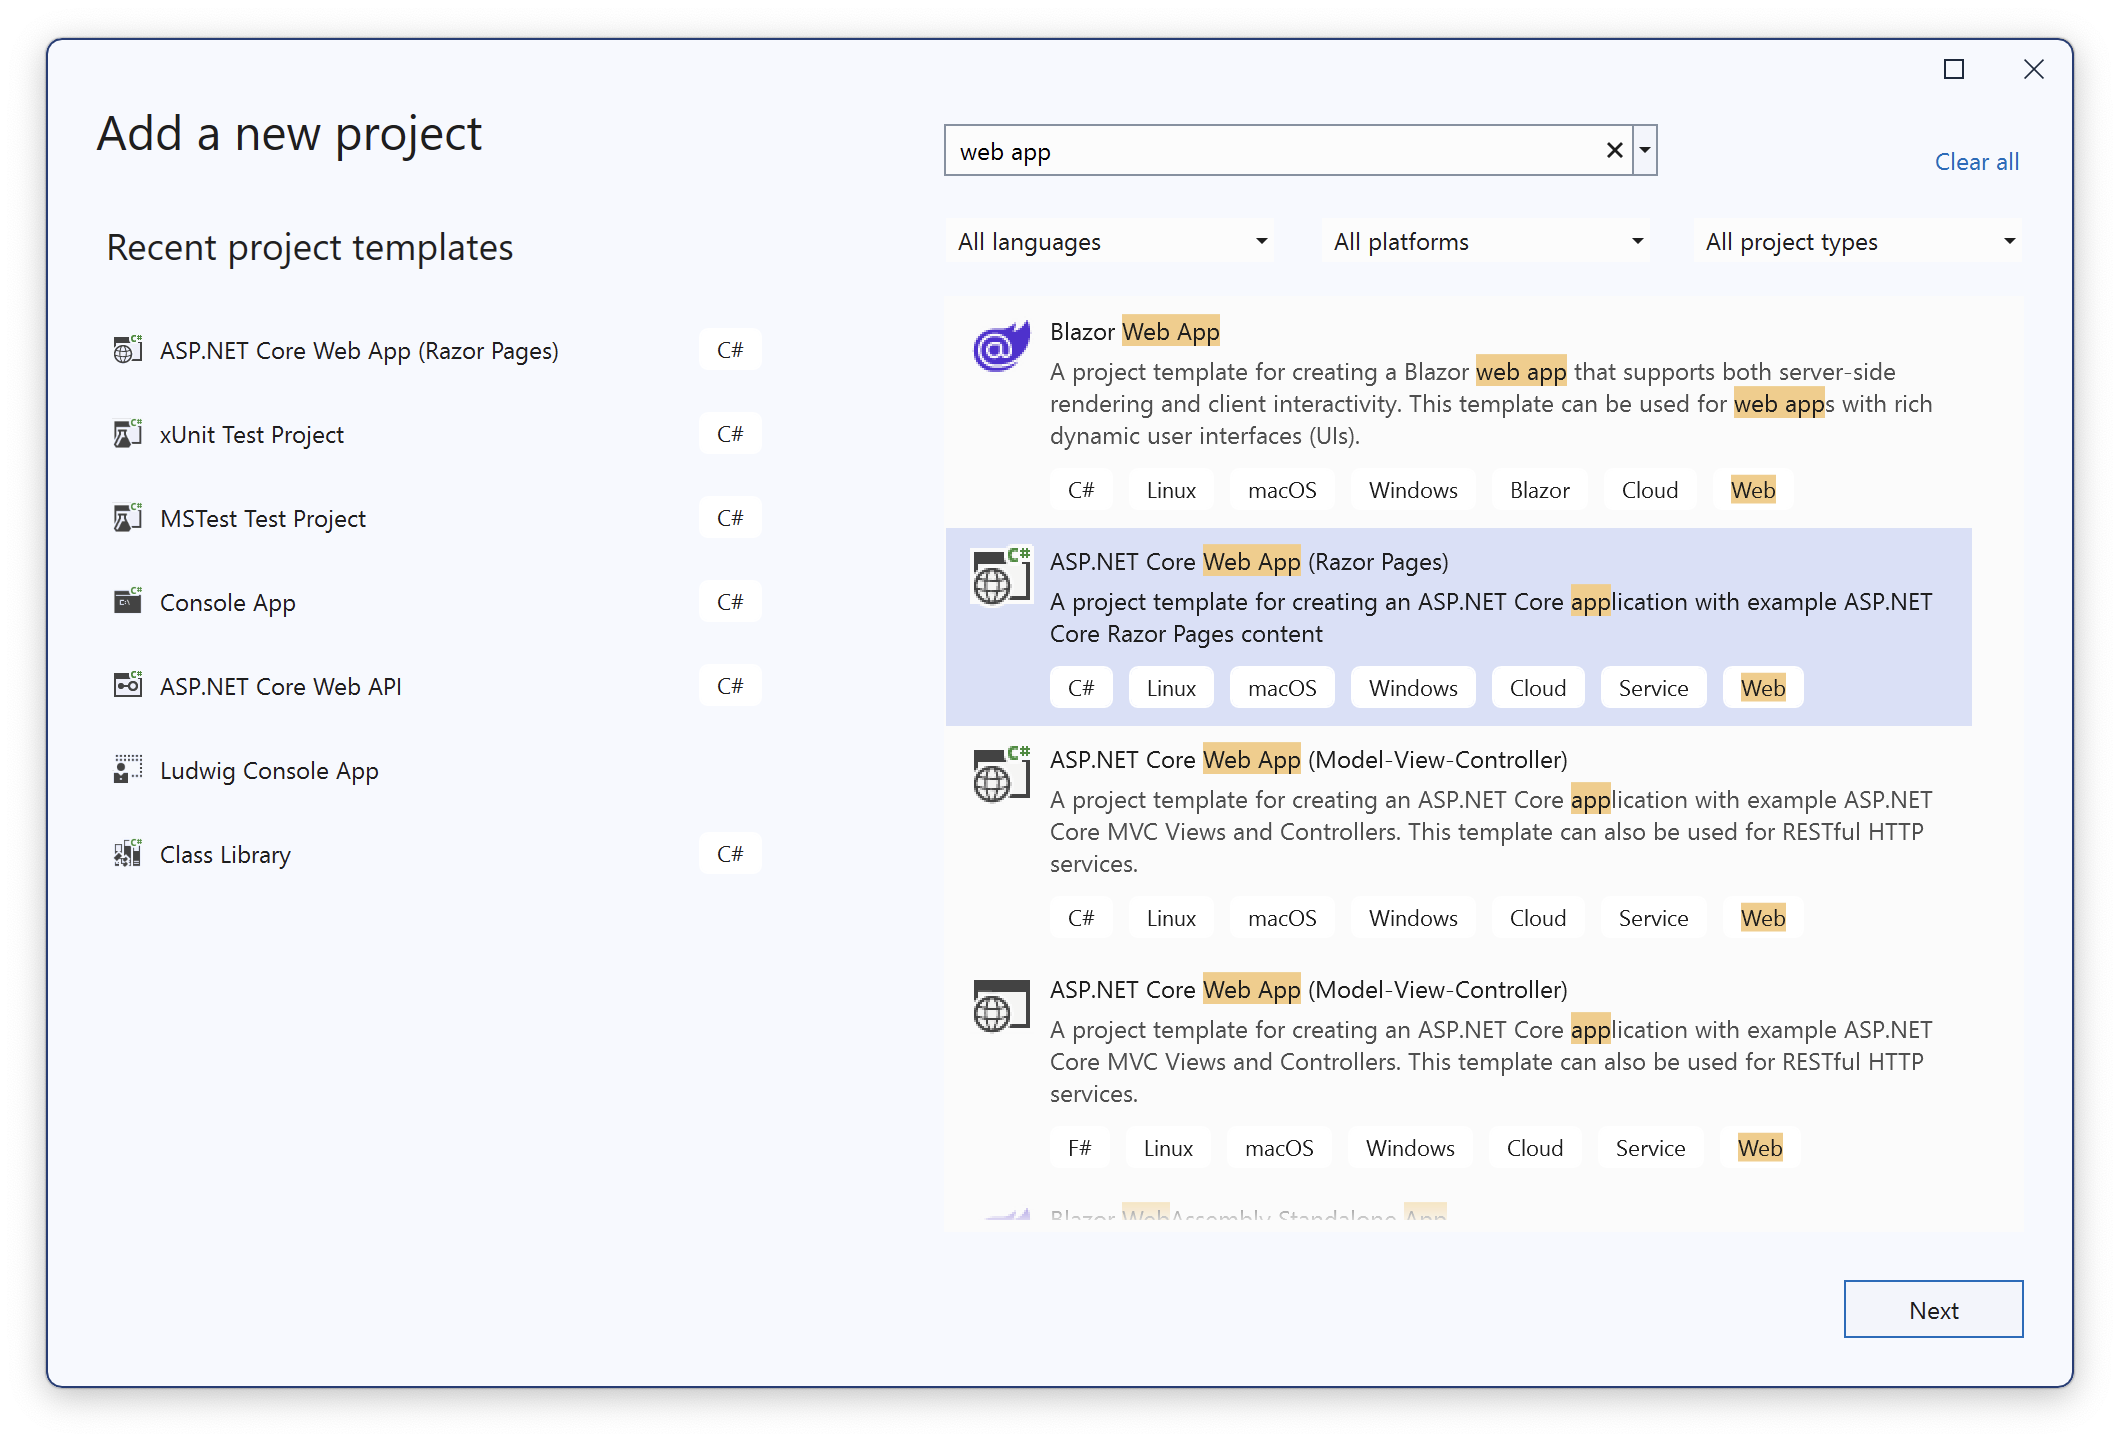 Add a new project
web app
Clear all
Recent project templates
All languages
All platforms
All project types
ASP.NET Core Web App (Razor Pages)
C#
xUnit Test Project
C#
MSTest Test Project
C#
Console App
C#
ASP.NET Core Web API
C#
Ludwig Console App
Class Library
C#
Blazor Web App
A project template for creating a Blazor web app that supports both server-side
rendering and client interactivity. This template can be used for web apps with rich
dynamic user interfaces (UIs).
C# Linux macOS Windows Blazor Cloud Web
ASP.NET Core Web App (Razor Pages)
A project template for creating an ASP.NET Core application with example ASP.NET
Core Razor Pages content
C# Linux macOS Windows Cloud Service Web
ASP.NET Core Web App (Model-View-Controller)
A project template for creating an ASP.NET Core application with example ASP.NET
Core MVC Views and Controllers. This template can also be used for RESTful HTTP
services.
C# Linux macOS Windows Cloud Service Web
ASP.NET Core Web App (Model-View-Controller)
A project template for creating an ASP.NET Core application with example ASP.NET
Core MVC Views and Controllers. This template can also be used for RESTful HTTP
services.
F# Linux macOS Windows Cloud Service Web
Blazor WebAssembly Standalone App
Next